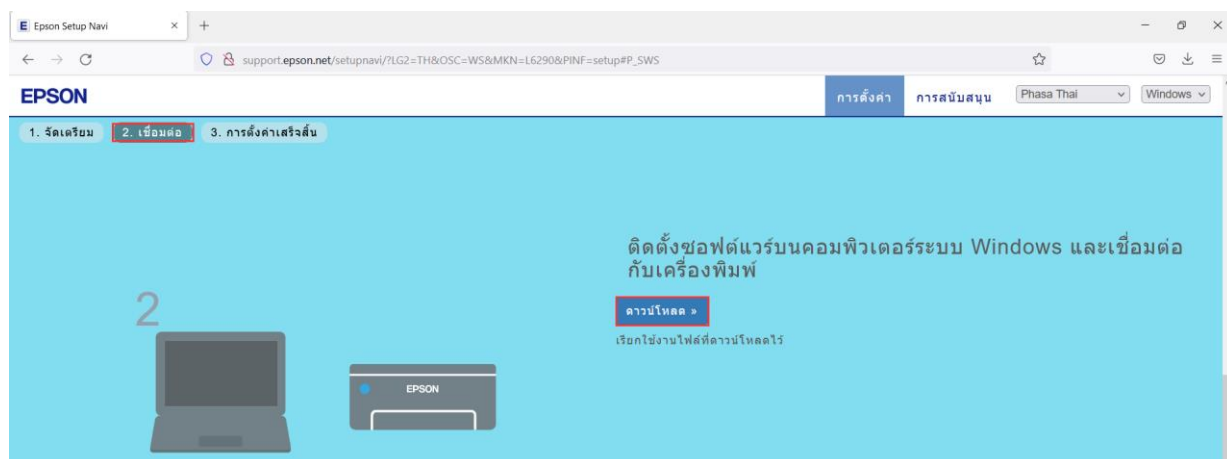 E Epson Setup Navi
support.epson.net/setupnavi/?LG2=TH&OSC=WS&MKN=L6290&PINF=setup#P_SWS
EPSON การตั้งค่า การสนับสนุน Phasa Thai Windows
1. จัดเตรียม 2. เชื่อมต่อ 3. การตั้งค่าเสร็จสิ้น
ติดตั้งซอฟต์แวร์บนคอมพิวเตอร์ระบบ Windows และเชื่อมต่อ
กับเครื่องพิมพ์
2
ดาวน์โหลด »
เรียกใช้งานไฟล์ที่ดาวน์โหลดไว้
EPSON